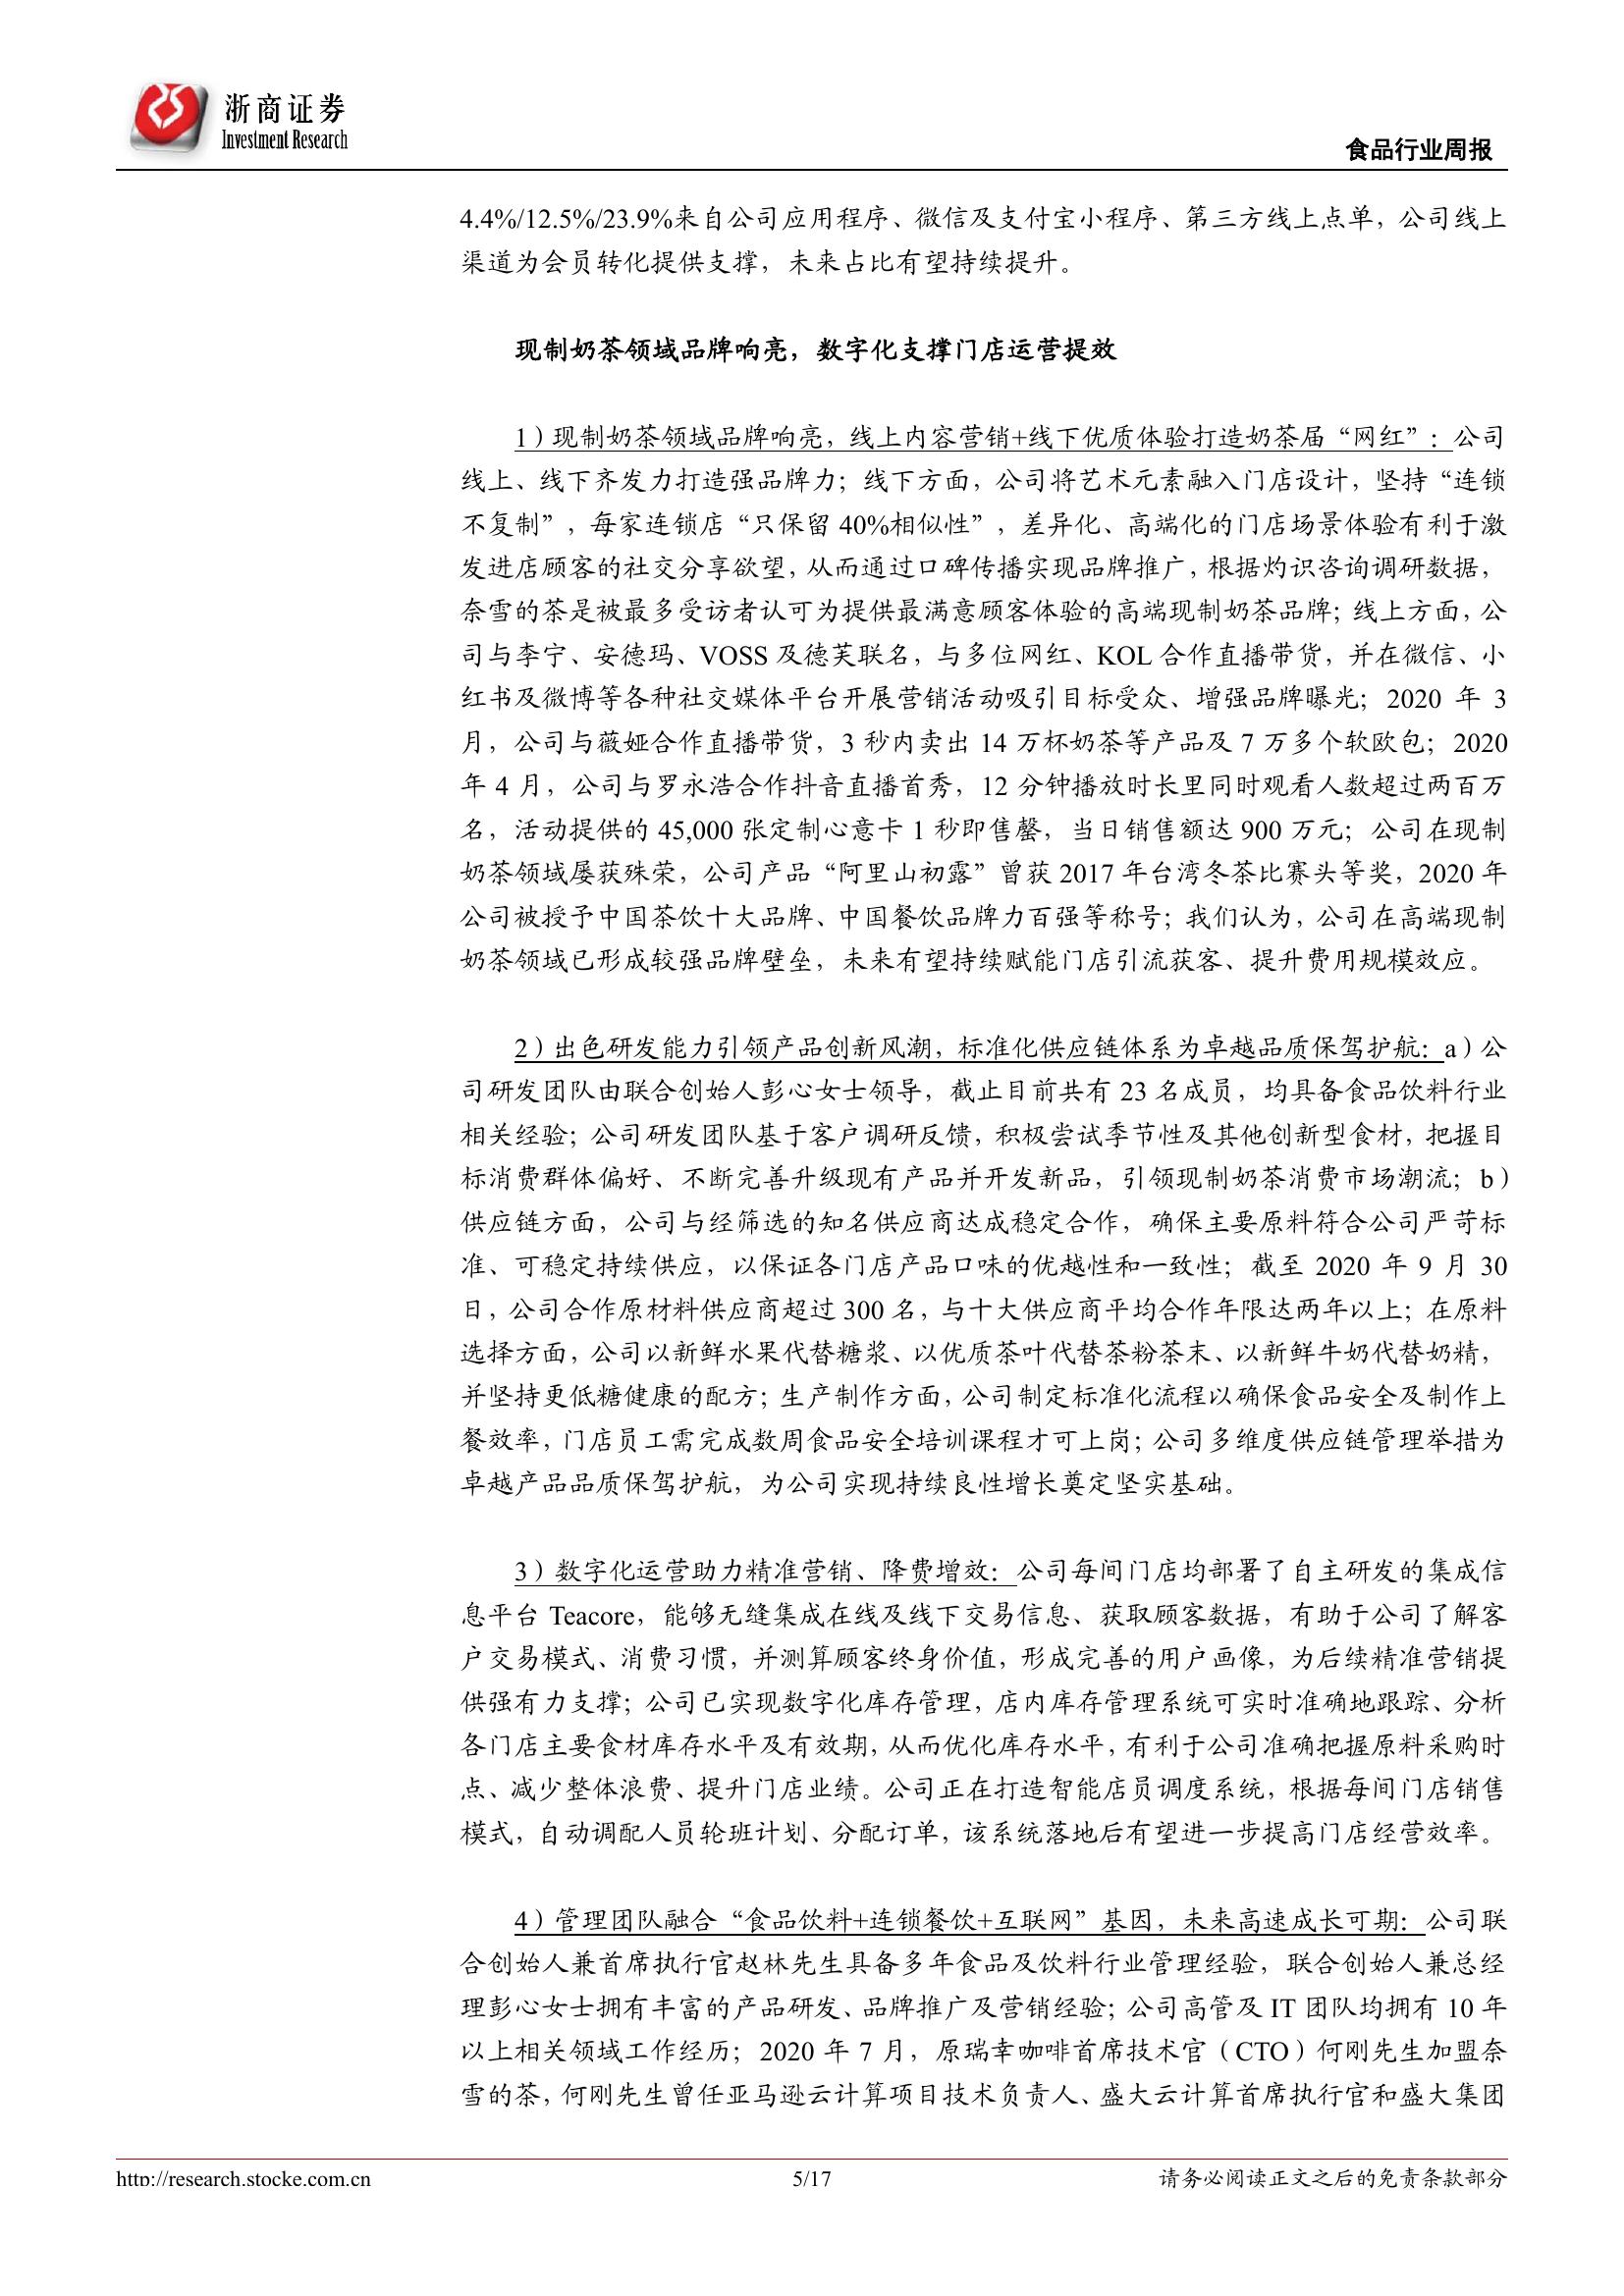 浙商证券
Investment Research
食品行业周报
4.4%/12.5%/23.9%来自公司应用程序、微信及支付宝小程序、第三方线上点单，公司线上
渠道为会员转化提供支撑，未来占比有望持续提升。
现制奶茶领域品牌响亮，数字化支撑门店运营提效
1）现制奶茶领域品牌响亮，线上内容营销+线下优质体验打造奶茶届“网红”：公司
线上、线下齐发力打造强品牌力；线下方面，公司将艺术元素融入门店设计，坚持“连锁
不复制”，每家连锁店“只保留 40%相似性”，差异化、高端化的门店场景体验有利于激
发进店顾客的社交分享欲望，从而通过口碑传播实现品牌推广，根据灼识咨询调研数据，
奈雪的茶是被最多受访者认可为提供最满意顾客体验的高端现制奶茶品牌；线上方面，公
司与李宁、安德玛、VOSS 及德芙联名，与多位网红、KOL 合作直播带货，并在微信、小
红书及微博等各种社交媒体平台开展营销活动吸引目标受众、增强品牌曝光；2020 年 3
月，公司与薇娅合作直播带货，3 秒内卖出 14 万杯奶茶等产品及 7 万多个软欧包；2020
年 4 月，公司与罗永浩合作抖音直播首秀，12 分钟播放时长里同时观看人数超过两百万
名，活动提供的 45,000 张定制心意卡 1 秒即售罄，当日销售额达 900 万元；公司在现制
奶茶领域屡获殊荣，公司产品“阿里山初露”曾获 2017 年台湾冬茶比赛头等奖，2020 年
公司被授予中国茶饮十大品牌、中国餐饮品牌力百强等称号；我们认为，公司在高端现制
奶茶领域已形成较强品牌壁垒，未来有望持续赋能门店引流获客、提升费用规模效应。
2）出色研发能力引领产品创新风潮，标准化供应链体系为卓越品质保驾护航：a）公
司研发团队由联合创始人彭心女士领导，截止目前共有 23 名成员，均具备食品饮料行业
相关经验；公司研发团队基于客户调研反馈，积极尝试季节性及其他创新型食材，把握目
标消费群体偏好、不断完善升级现有产品并开发新品，引领现制奶茶消费市场潮流；b）
供应链方面，公司与经筛选的知名供应商达成稳定合作，确保主要原料符合公司严苛标
准、可稳定持续供应，以保证各门店产品口味的优越性和一致性；截至 2020 年 9 月 30
日，公司合作原材料供应商超过 300 名，与十大供应商平均合作年限达两年以上；在原料
选择方面，公司以新鲜水果代替糖浆、以优质茶叶代替茶粉茶末、以新鲜牛奶代替奶精，
并坚持更低糖健康的配方；生产制作方面，公司制定标准化流程以确保食品安全及制作上
餐效率，门店员工需完成数周食品安全培训课程才可上岗；公司多维度供应链管理举措为
卓越产品品质保驾护航，为公司实现持续良性增长奠定坚实基础。
3）数字化运营助力精准营销、降费增效：公司每间门店均部署了自主研发的集成信
息平台 Teacore，能够无缝集成在线及线下交易信息、获取顾客数据，有助于公司了解客
户交易模式、消费习惯，并测算顾客终身价值，形成完善的用户画像，为后续精准营销提
供强有力支撑；公司已实现数字化库存管理，店内库存管理系统可实时准确地跟踪、分析
各门店主要食材库存水平及有效期，从而优化库存水平，有利于公司准确把握原料采购时
点、减少整体浪费、提升门店业绩。公司正在打造智能店员调度系统，根据每间门店销售
模式，自动调配人员轮班计划、分配订单，该系统落地后有望进一步提高门店经营效率。
4）管理团队融合“食品饮料+连锁餐饮+互联网”基因，未来高速成长可期：公司联
合创始人兼首席执行官赵林先生具备多年食品及饮料行业管理经验，联合创始人兼总经
理彭心女士拥有丰富的产品研发、品牌推广及营销经验；公司高管及 IT 团队均拥有 10 年
以上相关领域工作经历；2020 年 7 月，原瑞幸咖啡首席技术官（CTO）何刚先生加盟奈
雪的茶，何刚先生曾任亚马逊云计算项目技术负责人、盛大云计算首席执行官和盛大集团
http://research.stocke.com.cn
5/17
请务必阅读正文之后的免责条款部分